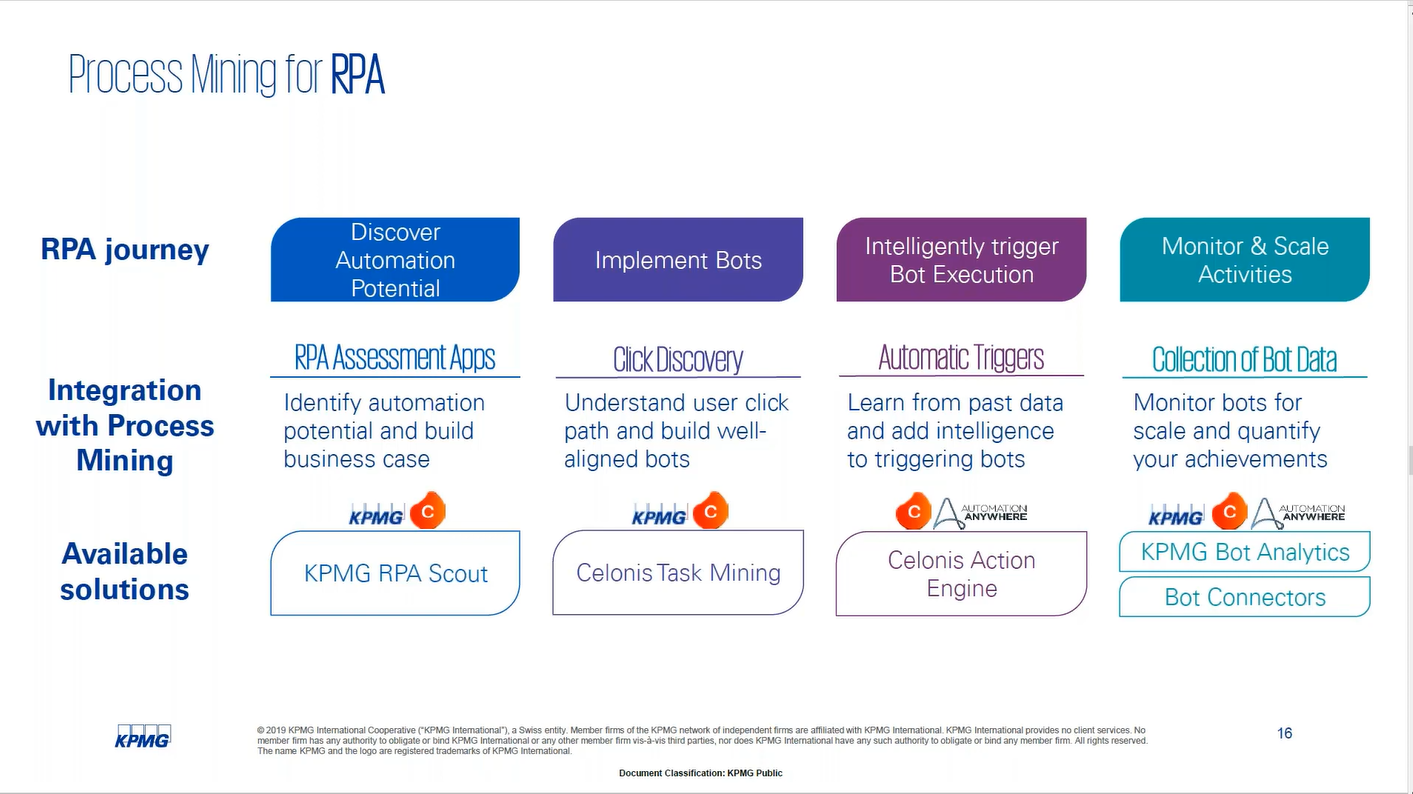 Process Mining for RPA
RPA journey
Discover
Automation
Potential
Implement Bots
Intelligently trigger
Bot Execution
Monitor & Scale
Activities
Integration
with Process
Mining
RPA Assessment Apps
Identify automation
potential and build
business case
Click Discovery
Understand user click
path and build well-
aligned bots
Automatic Triggers
Learn from past data
and add intelligence
to triggering bots
Collection of Bot Data
Monitor bots for
scale and quantify
your achievements
Available
solutions
KPMG C
KPMG RPA Scout
KPMG C
Celonis Task Mining
C AUTOMATION
ANYWHERE
Celonis Action
Engine
KPMG C AUTOMATION
ANYWHERE
KPMG Bot Analytics
Bot Connectors
KPMG
© 2019 KPMG International Cooperative (“KPMG International”), a Swiss entity. Member firms of the KPMG network of independent firms are affiliated with KPMG International. KPMG International provides no client services. No
member firm has any authority to obligate or bind KPMG International or any other member firm vis-à-vis third parties, nor does KPMG International have any such authority to obligate or bind any member firm. All rights reserved.
The name KPMG and the logo are registered trademarks of KPMG International.
16
Document Classification: KPMG Public